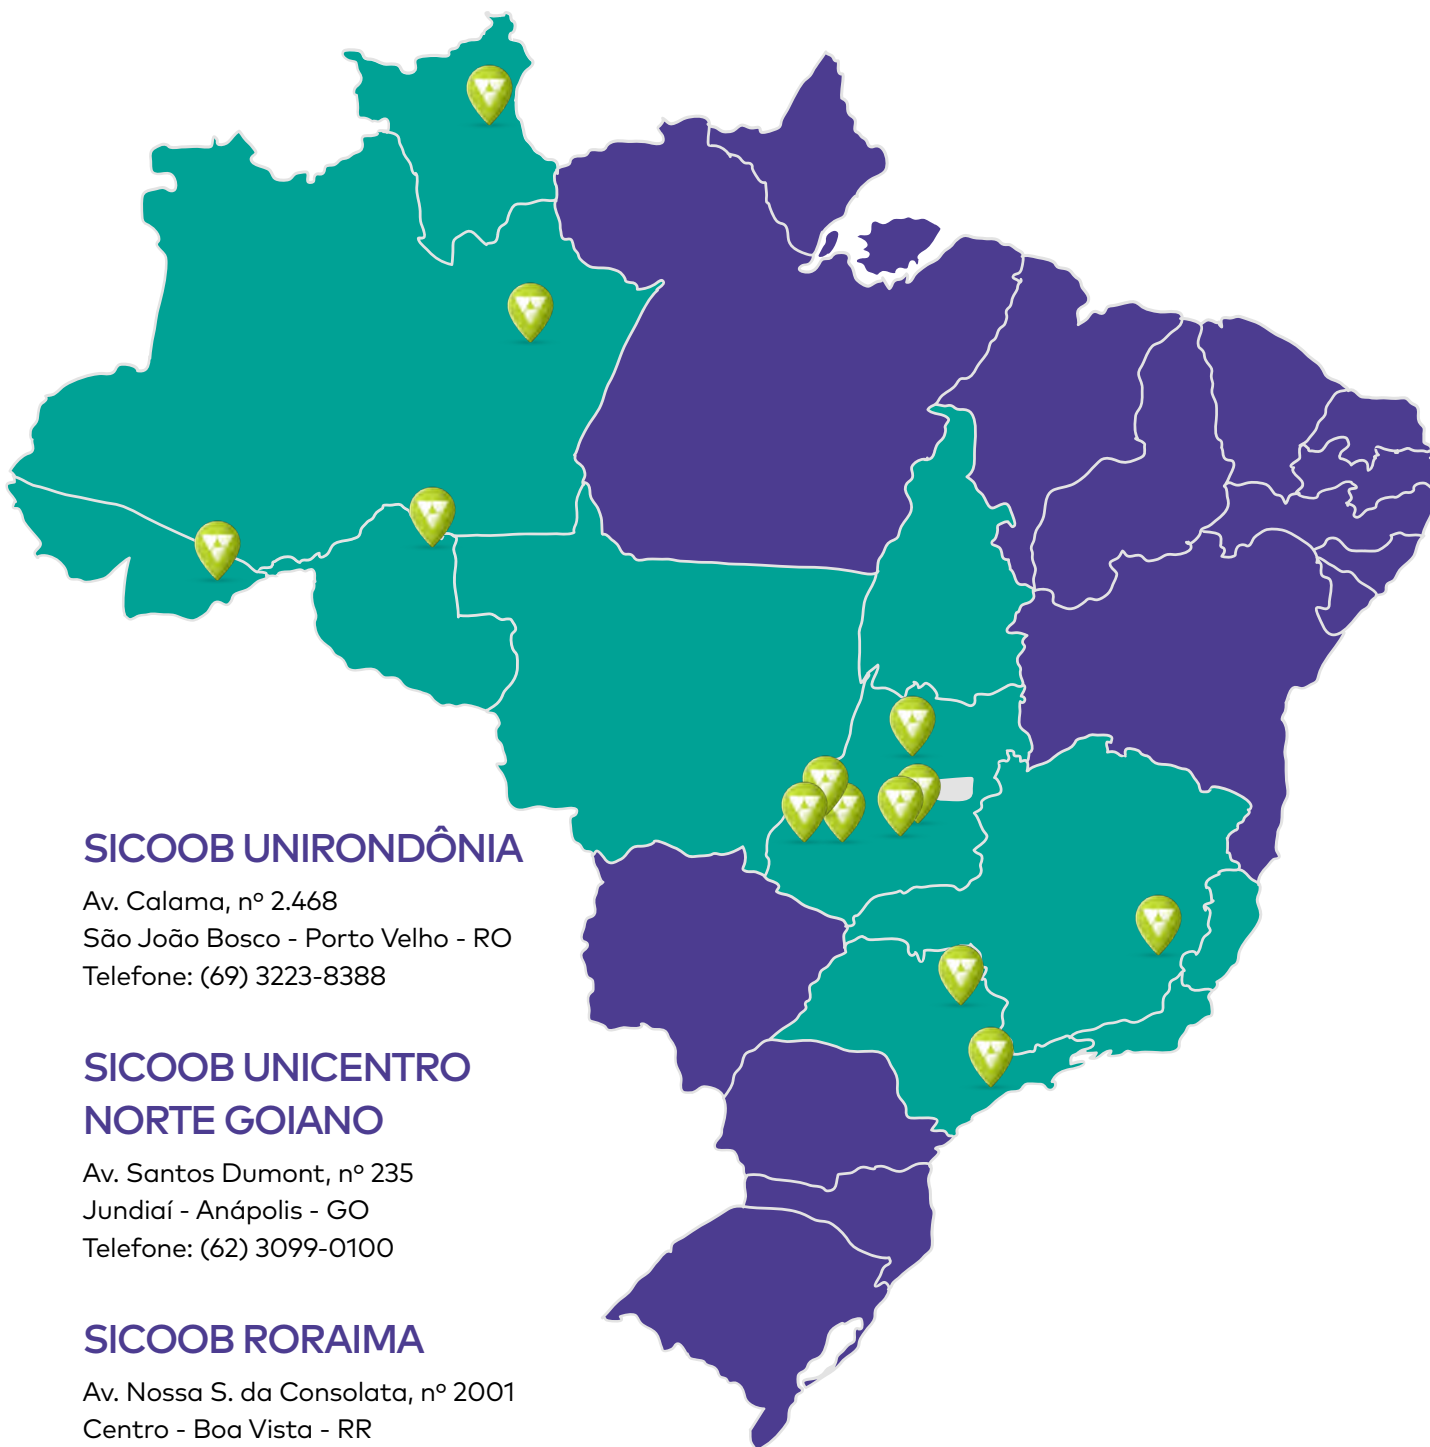 SICOOB UNIRONDÔNIA
Av. Calama, nº 2.468
São João Bosco - Porto Velho - RO
Telefone: (69) 3223-8388
SICOOB UNICENTRO
NORTE GOIANO
Av. Santos Dumont, nº 235
Jundiaí - Anápolis - GO
Telefone: (62) 3099-0100
SICOOB RORAIMA
Av. Nossa S. da Consolata, nº 2001
Centro - Boa Vista - RR